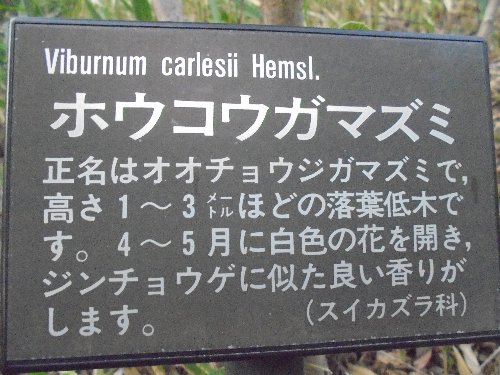 Viburnum carlesii Hemsl.
ホウコウガマズミ
正名はオオチョウジガマズミで,
高さ1～3メートルほどの落葉低木で
す。4～5月に白色の花を開き,
ジンチョウゲに似た良い香りが
します。 (スイカズラ科)